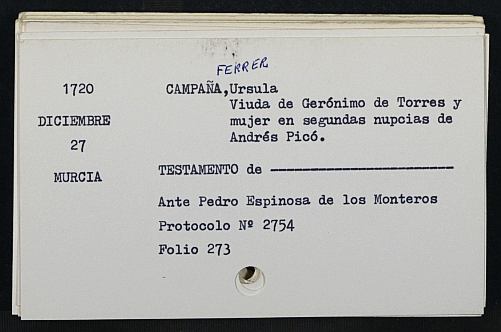 FERRER
1720 CAMPAÑA, Ursula
Viuda de Gerónimo de Torres y
DICIEMBRE mujer en segundas nupcias de
27 Andrés Picó.
MURCIA TESTAMENTO de ------------------------
Ante Pedro Espinosa de los Monteros
Protocolo Nº 2754
Folio 273